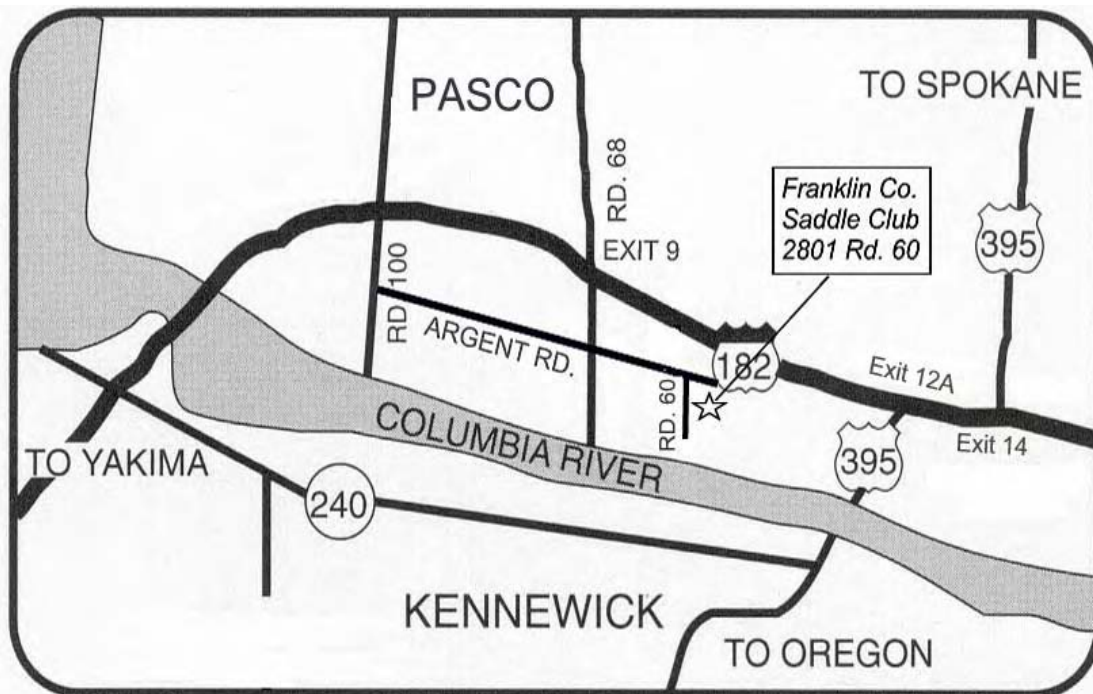 PASCO
TO SPOKANE
RD. 68
Franklin Co.
Saddle Club
2801 Rd. 60
395
EXIT 9
RD 100
ARGENT RD.
182
Exit 12A
RD. 60
COLUMBIA RIVER
Exit 14
395
TO YAKIMA
240
KENNEWICK
TO OREGON